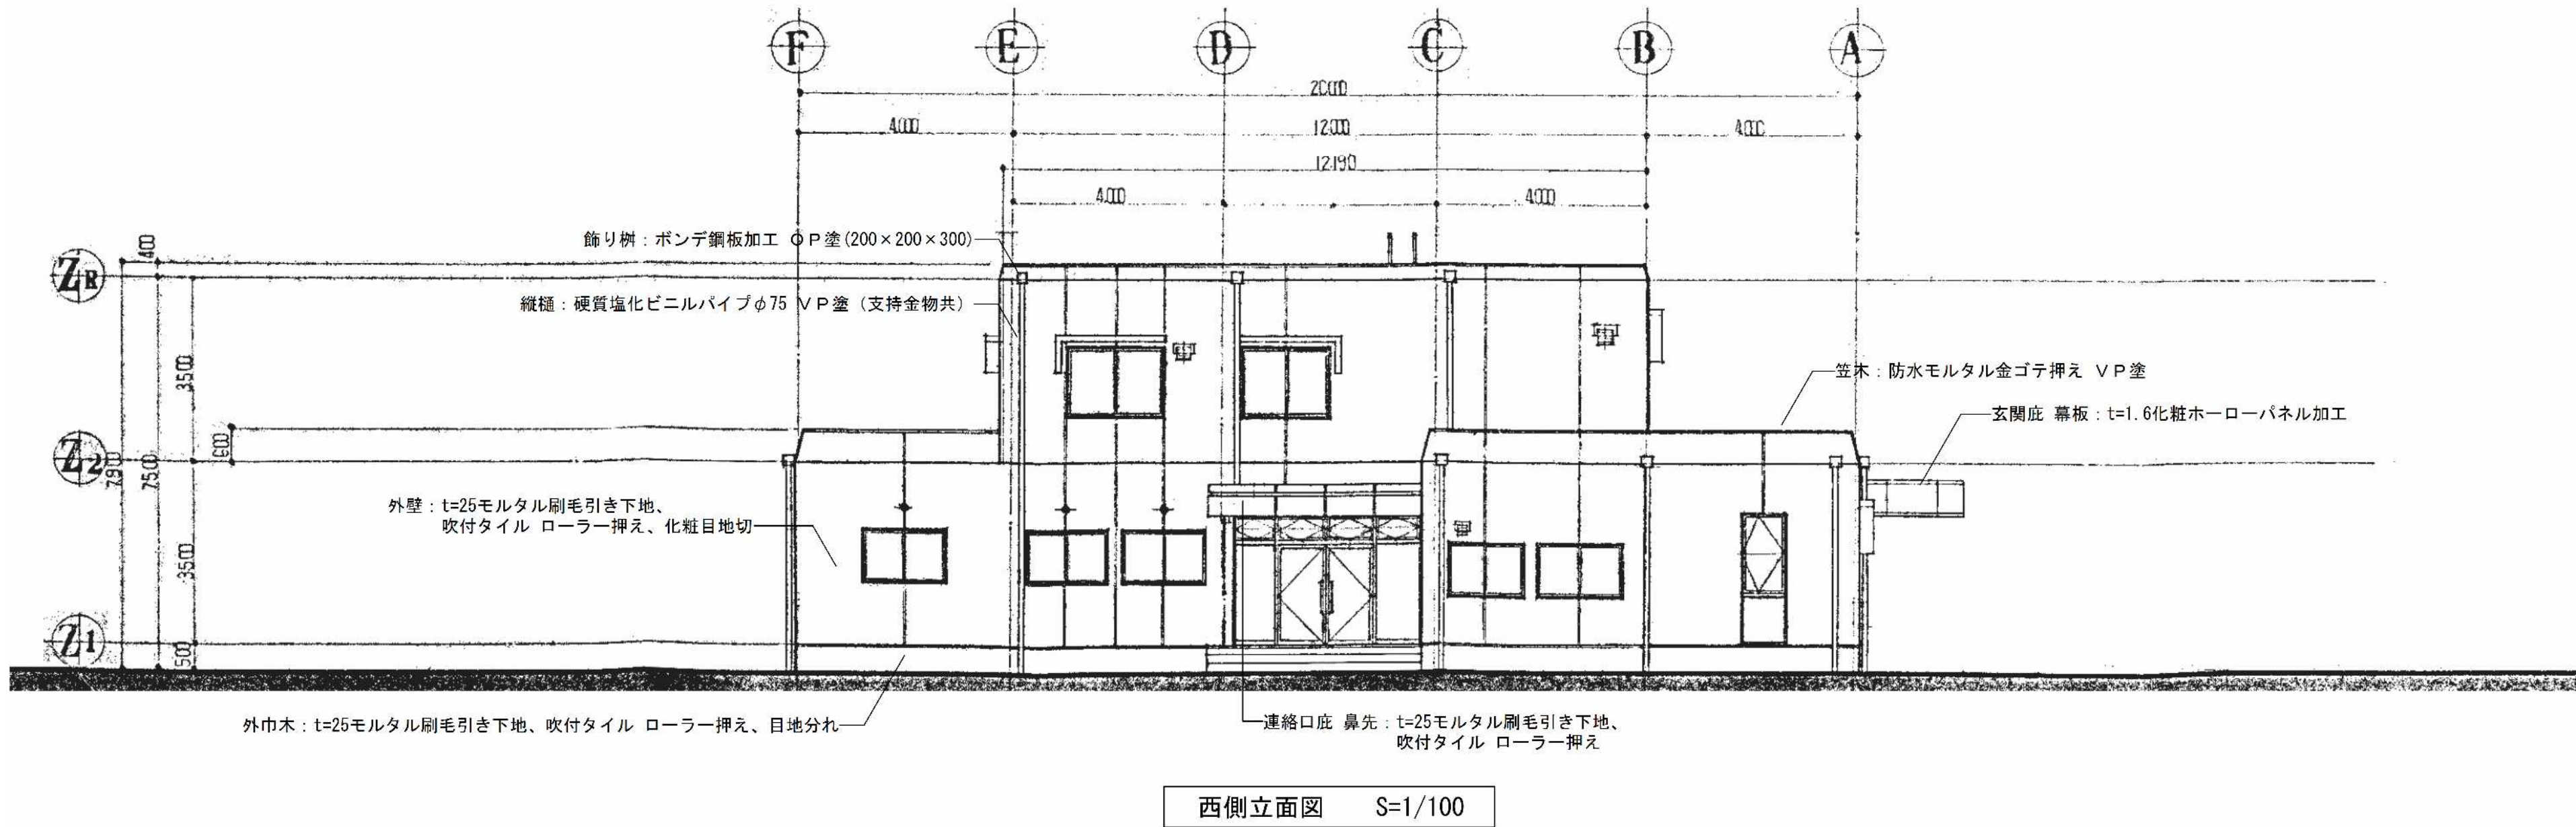 F E D C B A
20000
4000 12000 4000
12190
4000 4000
飾り桝：ボンデ鋼板加工 OP塗(200×200×300)
400
ZR
縦樋：硬質塩化ビニルパイプφ75 VP塗（支持金物共）
3500
笠木：防水モルタル金ゴテ押え VP塗
玄関庇 幕板：t=1.6化粧ホーローパネル加工
600
Z2
7900
7500
外壁：t=25モルタル刷毛引き下地、
吹付タイル ローラー押え、化粧目地切
3500
Z1
500
外巾木：t=25モルタル刷毛引き下地、吹付タイル ローラー押え、目地分れ
連絡口庇 鼻先：t=25モルタル刷毛引き下地、
吹付タイル ローラー押え
西側立面図 S=1/100